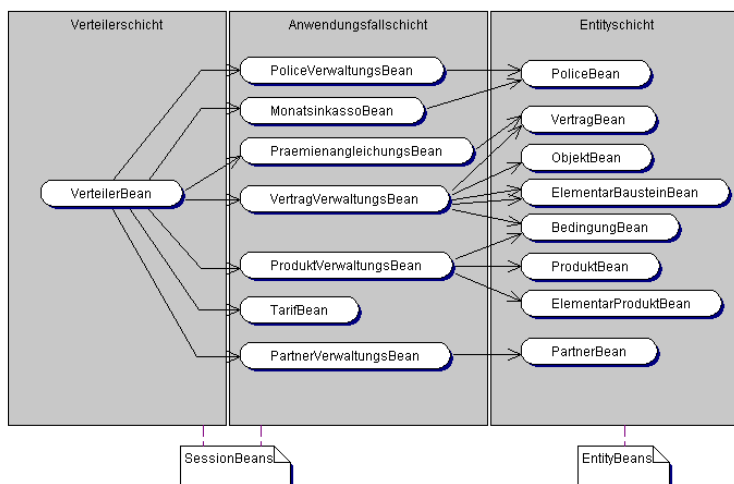 Verteilerschicht
Anwendungsfallschicht
Entityschicht
VerteilerBean
PoliceVerwaltungsBean
MonatsinkassoBean
PraemienangleichungsBean
VertragVerwaltungsBean
ProduktVerwaltungsBean
TarifBean
PartnerVerwaltungsBean
PoliceBean
VertragBean
ObjektBean
ElementarBausteinBean
BedingungBean
ProduktBean
ElementarProduktBean
PartnerBean
SessionBeans
EntityBeans